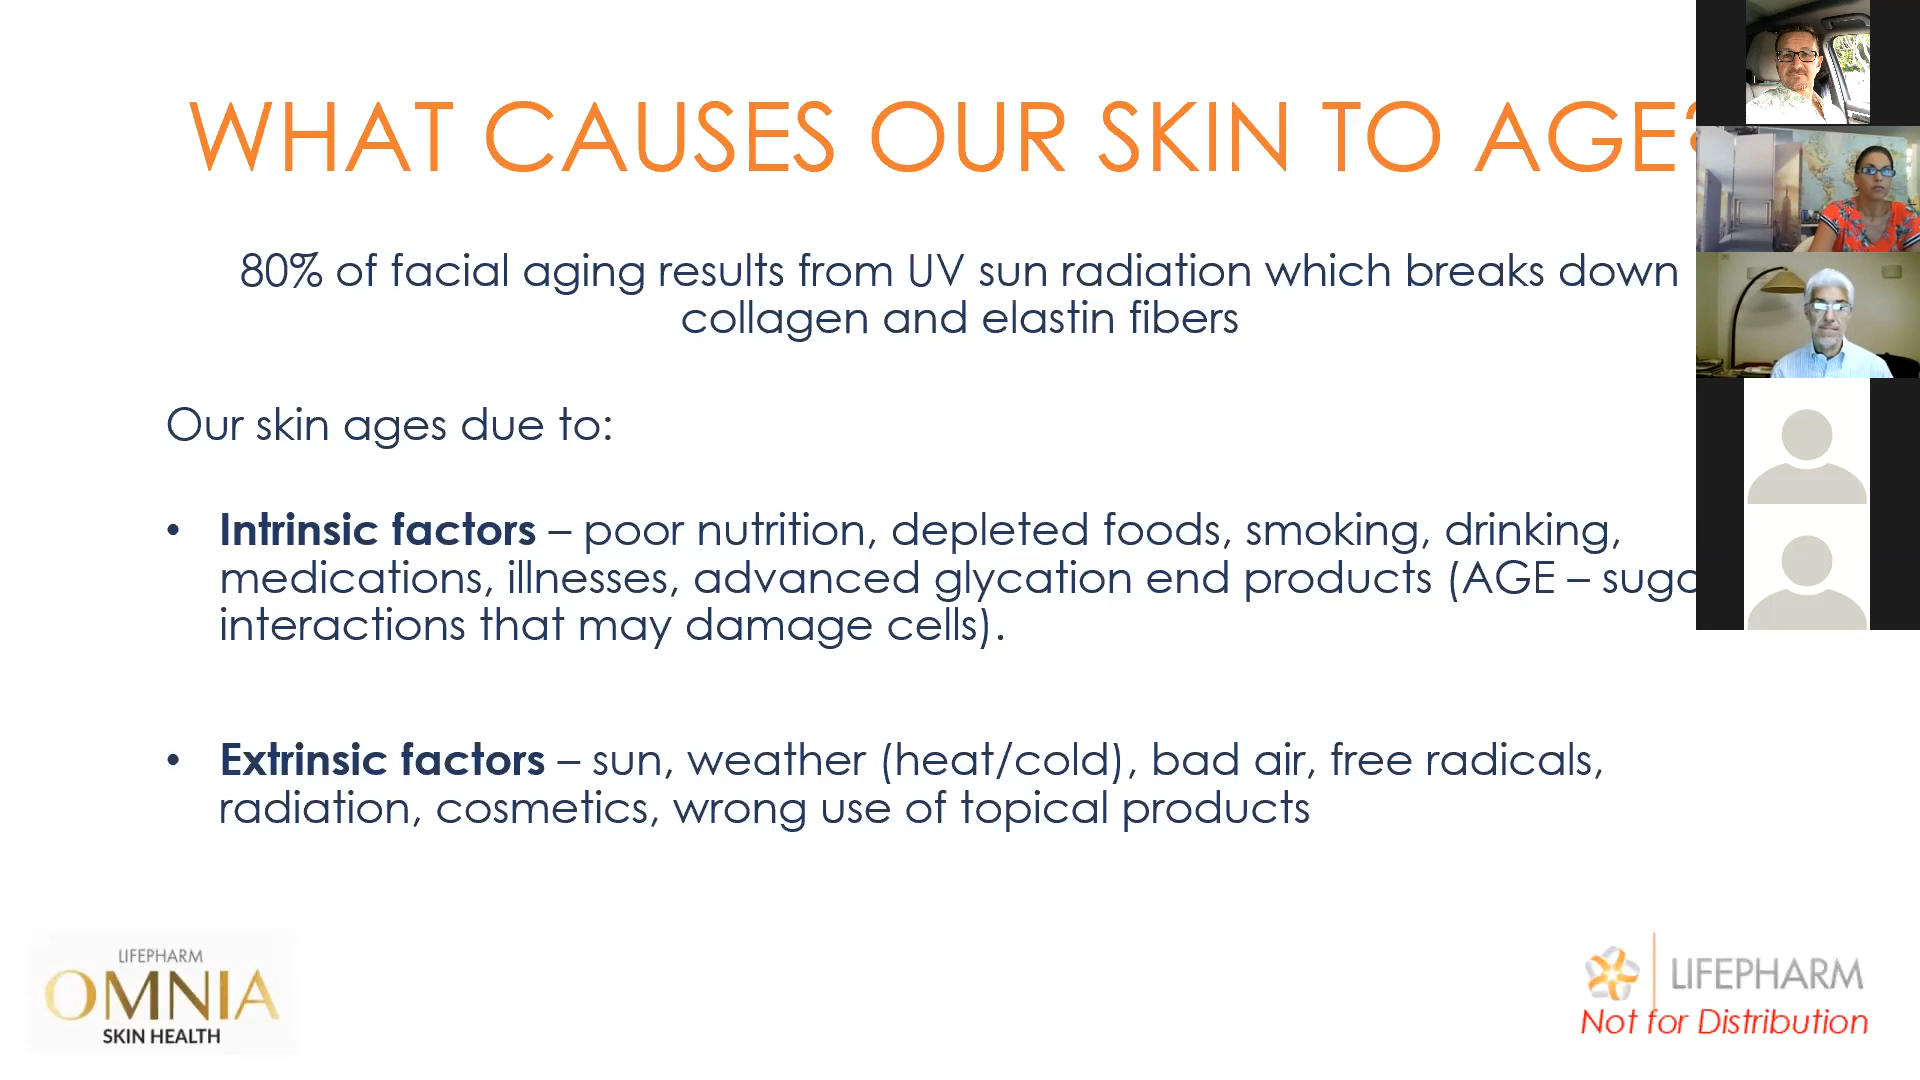 WHAT CAUSES OUR SKIN TO AGE?
80% of facial aging results from UV sun radiation which breaks down
collagen and elastin fibers
Our skin ages due to:
• Intrinsic factors – poor nutrition, depleted foods, smoking, drinking,
medications, illnesses, advanced glycation end products (AGE –
interactions that may damage cells).
• Extrinsic factors – sun, weather (heat/cold), bad air, free radicals,
radiation, cosmetics, wrong use of topical products
LIFEPHARM
OMNIA
SKIN HEALTH
LIFEPHARM
Not for Distribution